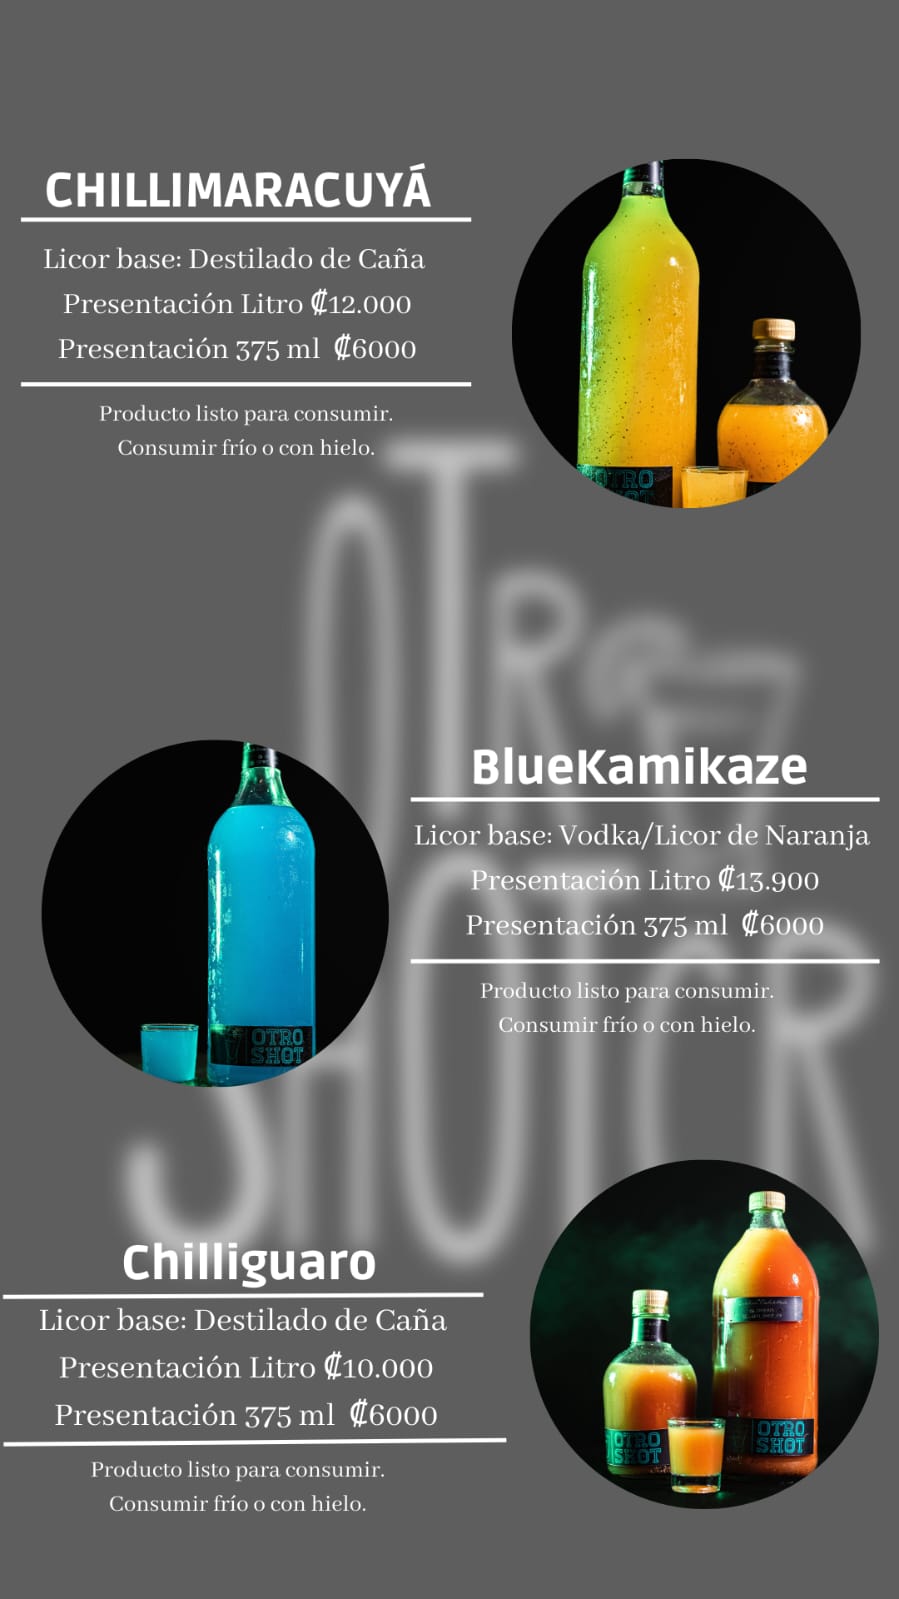 CHILLIMARACUYÁ
Licor base: Destilado de Caña
Presentación Litro ₡12.000
Presentación 375 ml ₡6000
Producto listo para consumir.
Consumir frío o con hielo.
OTRO
SHOT
OTRO
SHOTCR
BlueKamikaze
Licor base: Vodka/Licor de Naranja
Presentación Litro ₡13.900
Presentación 375 ml ₡6000
Producto listo para consumir.
Consumir frío o con hielo.
OTRO
SHOT
Chilliguaro
Licor base: Destilado de Caña
Presentación Litro ₡10.000
Presentación 375 ml ₡6000
Producto listo para consumir.
Consumir frío o con hielo.
OTRO
SHOT
OTRO
SHOT